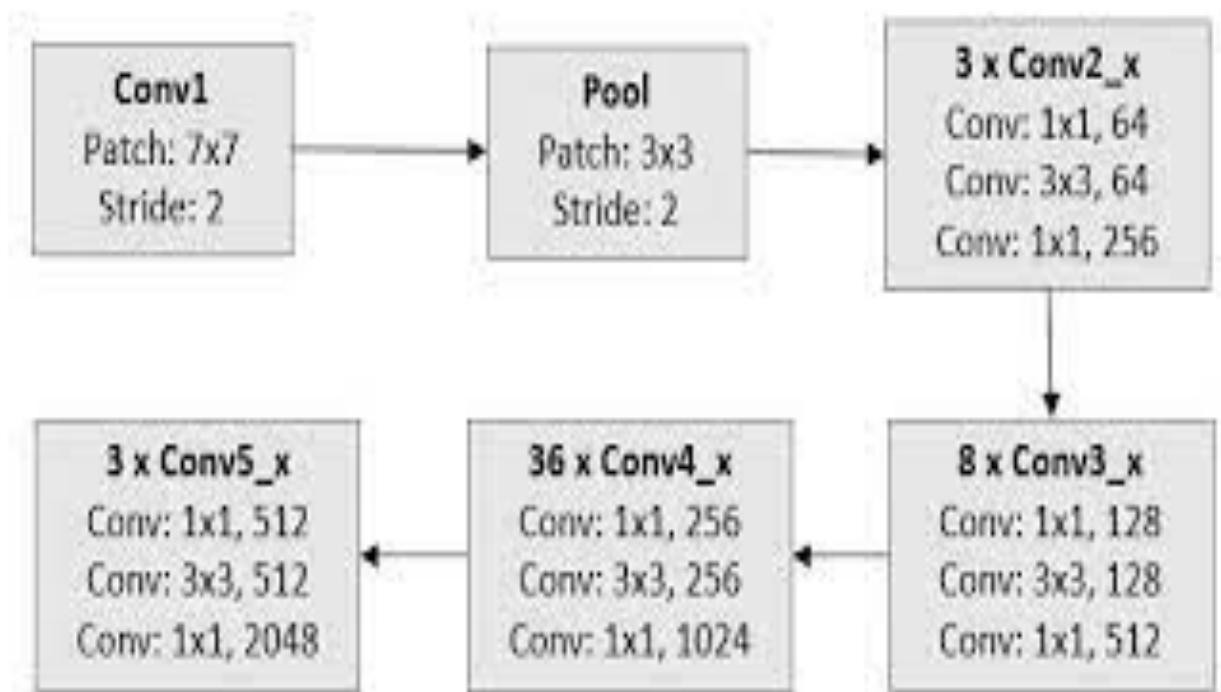 Conv1
Patch: 7x7
Stride: 2
Pool
Patch: 3x3
Stride: 2
3 x Conv2_x
Conv: 1x1, 64
Conv: 3x3, 64
Conv: 1x1, 256
8 x Conv3_x
Conv: 1x1, 128
Conv: 3x3, 128
Conv: 1x1, 512
36 x Conv4_x
Conv: 1x1, 256
Conv: 3x3, 256
Conv: 1x1, 1024
3 x Conv5_x
Conv: 1x1, 512
Conv: 3x3, 512
Conv: 1x1, 2048